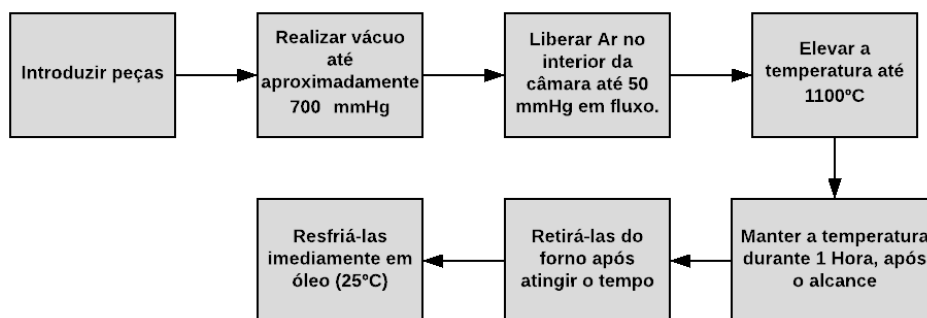 Introduzir peças
Realizar vácuo
até
aproximadamente
700 mmHg
Liberar Ar no
interior da
câmara até 50
mmHg em fluxo.
Elevar a
temperatura até
1100ºC
Manter a temperatura
durante 1 Hora, após
o alcance
Retirá-las do
forno após
atingir o tempo
Resfriá-las
imediamente em
óleo (25ºC)